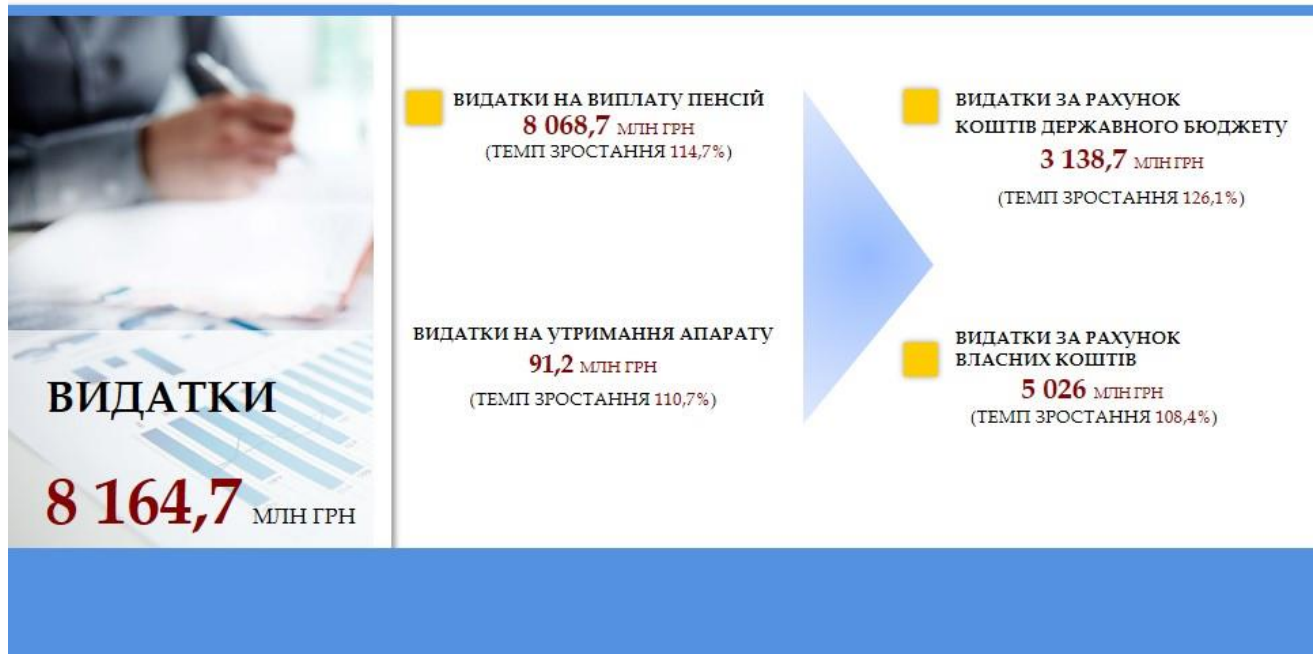 ВИДАТКИ
8 164,7 МЛН ГРН
ВИДАТКИ НА ВИПЛАТУ ПЕНСІЙ
8 068,7 МЛН ГРН
(ТЕМП ЗРОСТАННЯ 114,7%)
ВИДАТКИ НА УТРИМАННЯ АПАРАТУ
91,2 МЛН ГРН
(ТЕМП ЗРОСТАННЯ 110,7%)
ВИДАТКИ ЗА РАХУНОК
КОШТІВ ДЕРЖАВНОГО БЮДЖЕТУ
3 138,7 МЛН ГРН
(ТЕМП ЗРОСТАННЯ 126,1%)
ВИДАТКИ ЗА РАХУНОК
ВЛАСНИХ КОШТІВ
5 026 МЛН ГРН
(ТЕМП ЗРОСТАННЯ 108,4%)